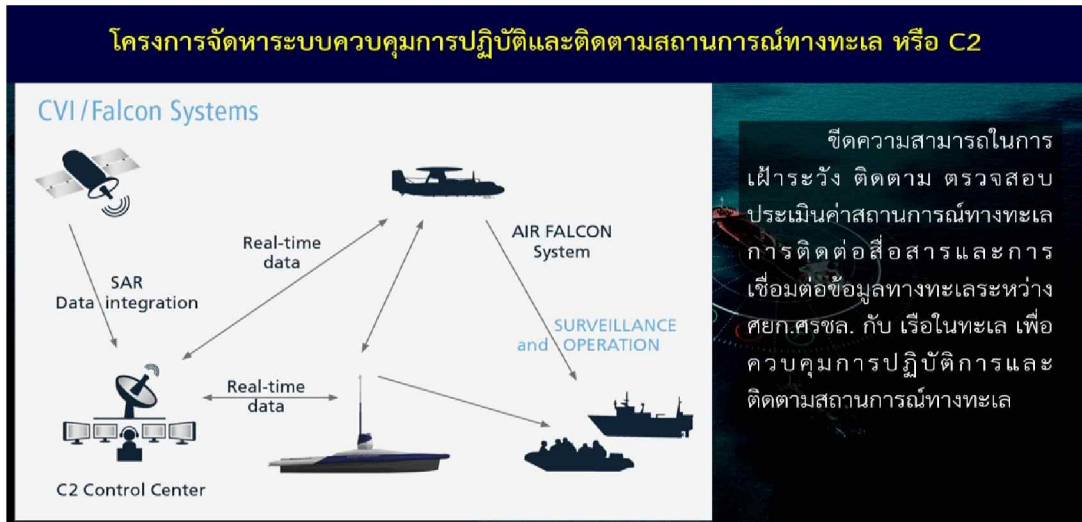 โครงการจัดหาระบบควบคุมการปฏิบัติและติดตามสถานการณ์ทางทะเล หรือ C2
CVI/Falcon Systems
Real-time
data
AIR FALCON
System
SAR
Data integration
SURVEILLANCE
and OPERATION
Real-time
data
C2 Control Center
ขีดความสามารถในการ
เฝ้าระวัง ติดตาม ตรวจสอบ
ประเมินค่าสถานการณ์ทางทะเล
การติดต่อสื่อสารและการ
เชื่อมต่อข้อมูลทางทะเลระหว่าง
ศยก.ศรชล. กับ เรือในทะเล เพื่อ
ควบคุมการปฏิบัติการและ
ติดตามสถานการณ์ทางทะเล